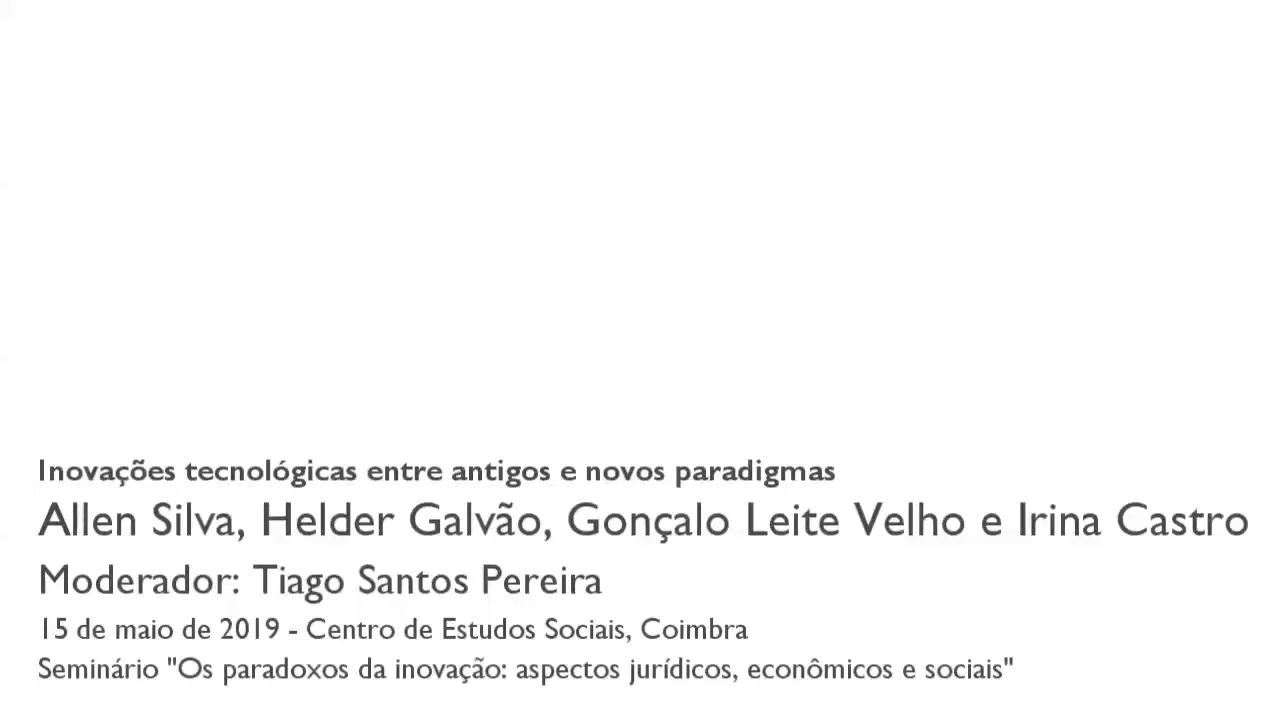 Inovações tecnológicas entre antigos e novos paradigmas
Allen Silva, Helder Galvão, Gonçalo Leite Velho e Irina Castro
Moderador: Tiago Santos Pereira
15 de maio de 2019 - Centro de Estudos Sociais, Coimbra
Seminário "Os paradoxos da inovação: aspectos jurídicos, econômicos e sociais"